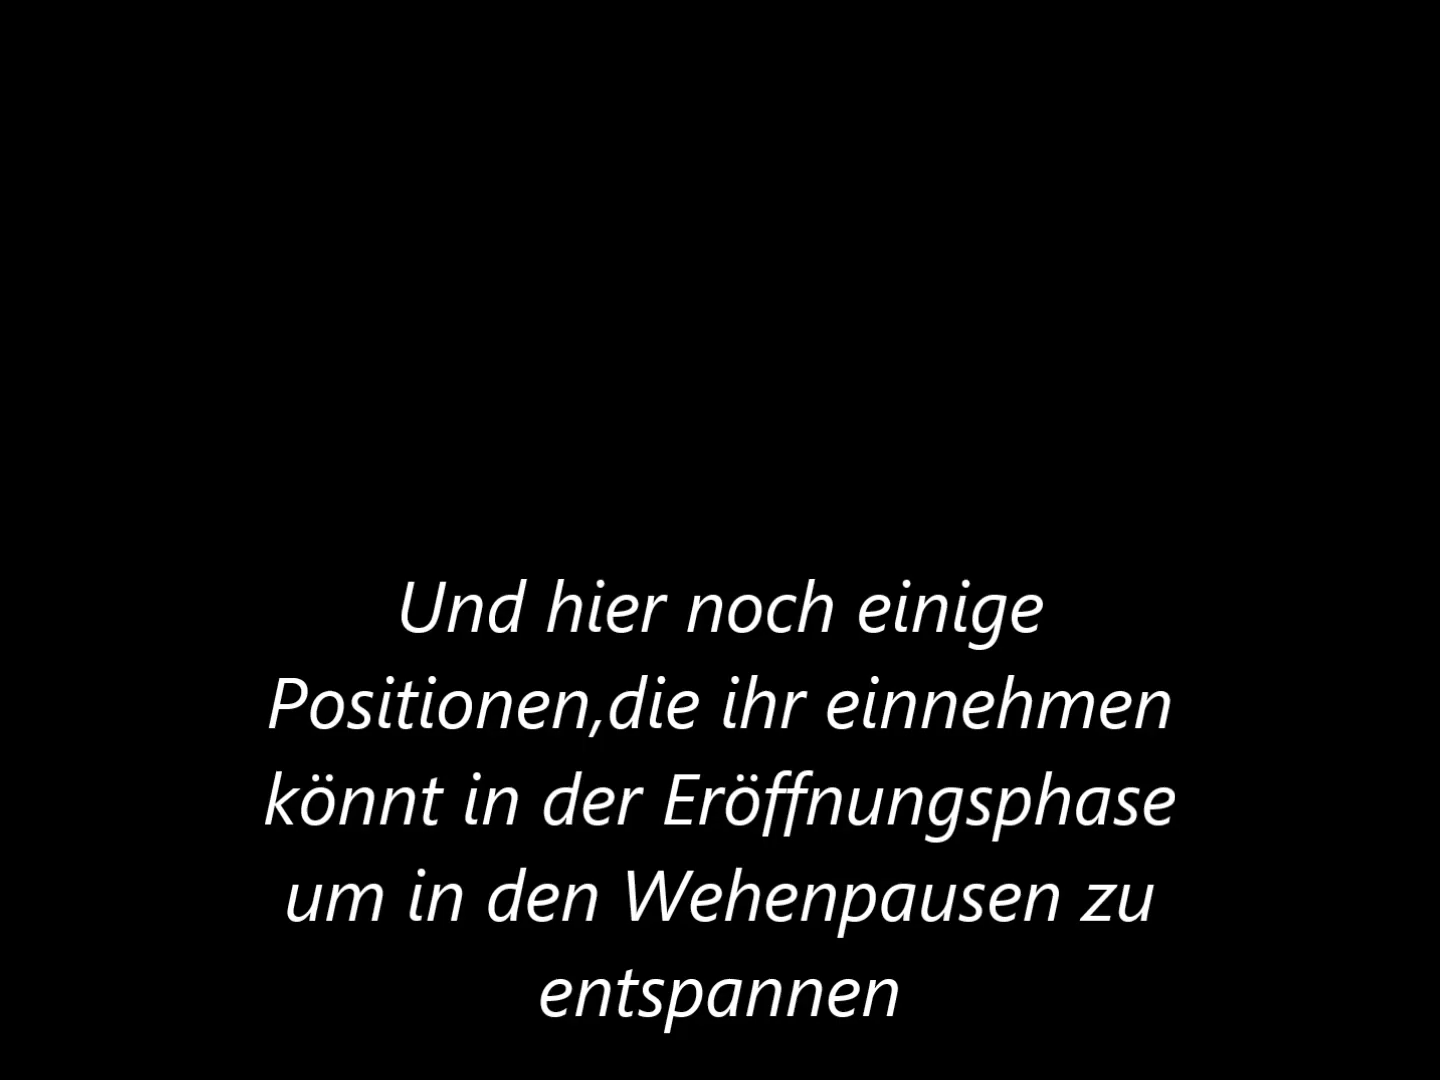 Und hier noch einige
Positionen,die ihr einnehmen
könnt in der Eröffnungsphase
um in den Wehenpausen zu
entspannen